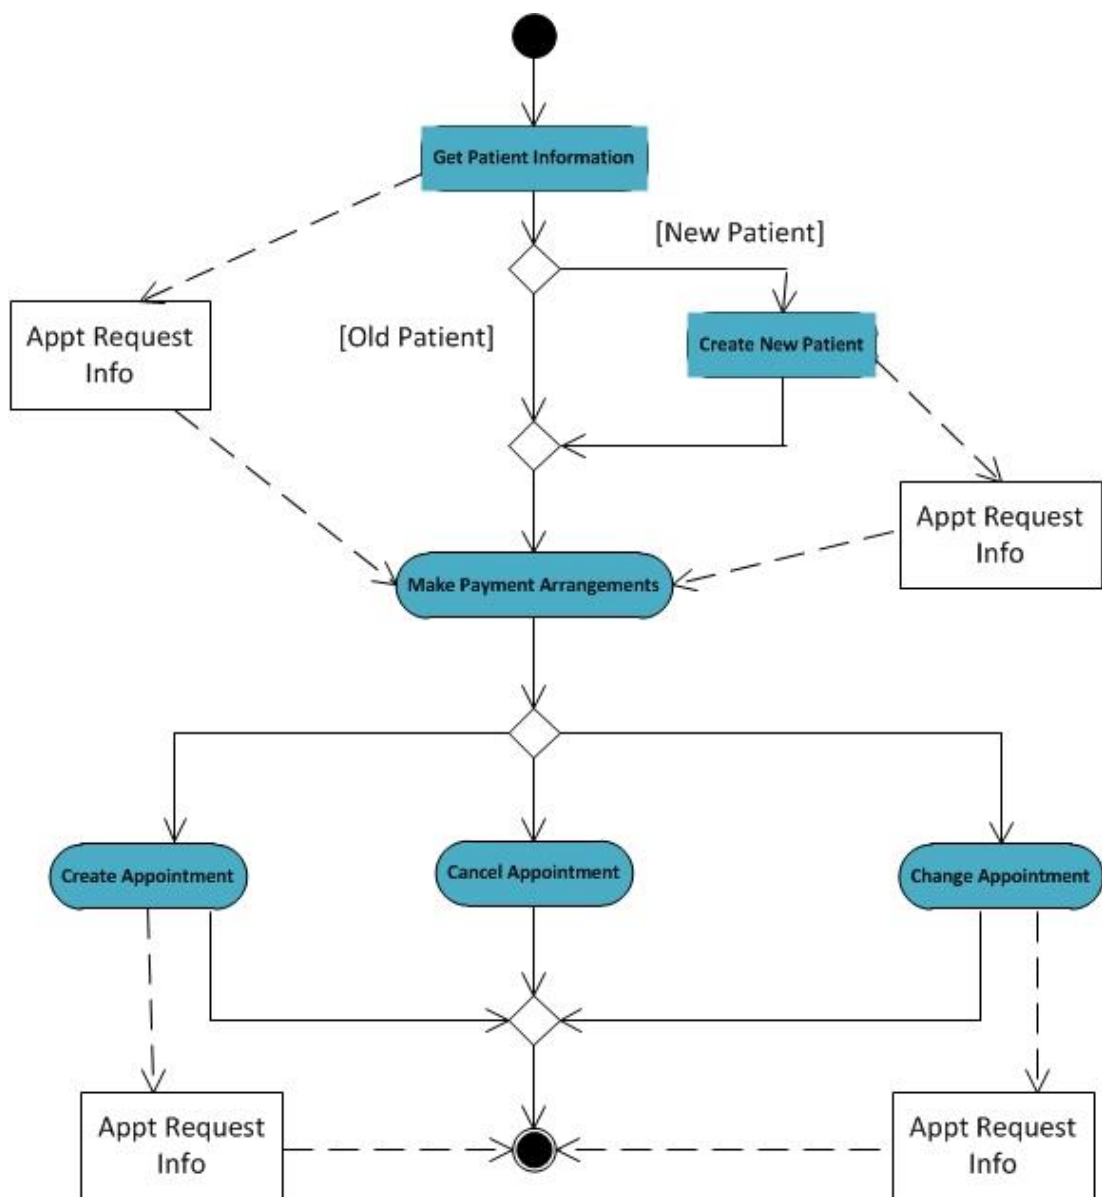 Get Patient Information
[New Patient]
Appt Request
Info
[Old Patient]
Create New Patient
Appt Request
Info
Make Payment Arrangements
Create Appointment
Cancel Appointment
Change Appointment
Appt Request
Info
Appt Request
Info